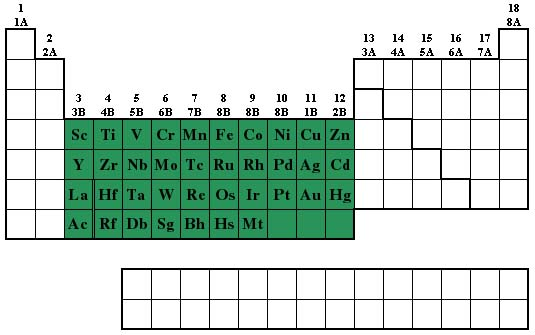 1 18
1A 8A
2 13 14 15 16 17
2A 3A 4A 5A 6A 7A
3 4 5 6 7 8 9 10 11 12
3B 4B 5B 6B 7B 8B 8B 8B 1B 2B
Sc Ti V Cr Mn Fe Co Ni Cu Zn
Y Zr Nb Mo Tc Ru Rh Pd Ag Cd
La Hf Ta W Re Os Ir Pt Au Hg
Ac Rf Db Sg Bh Hs Mt